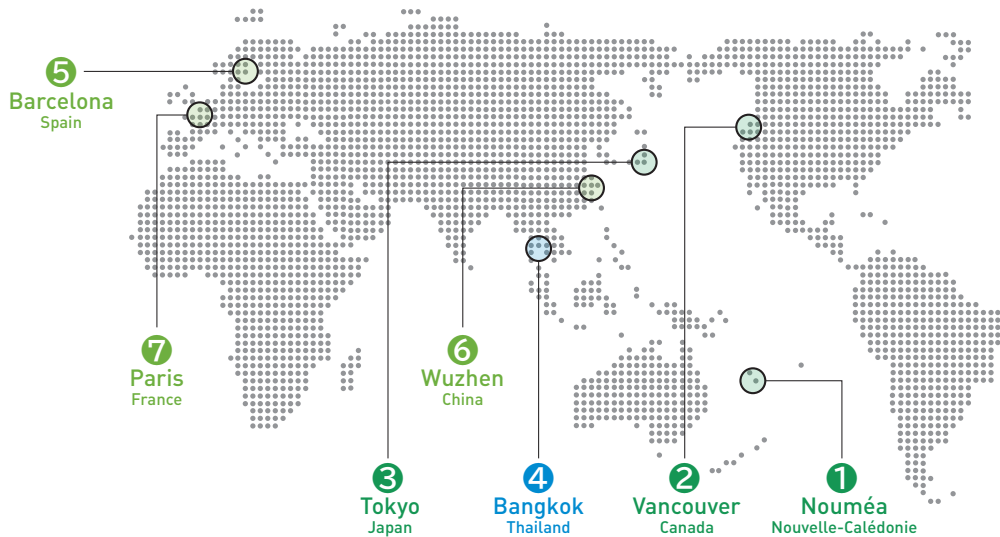 5
Barcelona
Spain
7
Paris
France
6
Wuzhen
China
3
Tokyo
Japan
4
Bangkok
Thailand
2
Vancouver
Canada
1
Nouméa
Nouvelle-Calédonie